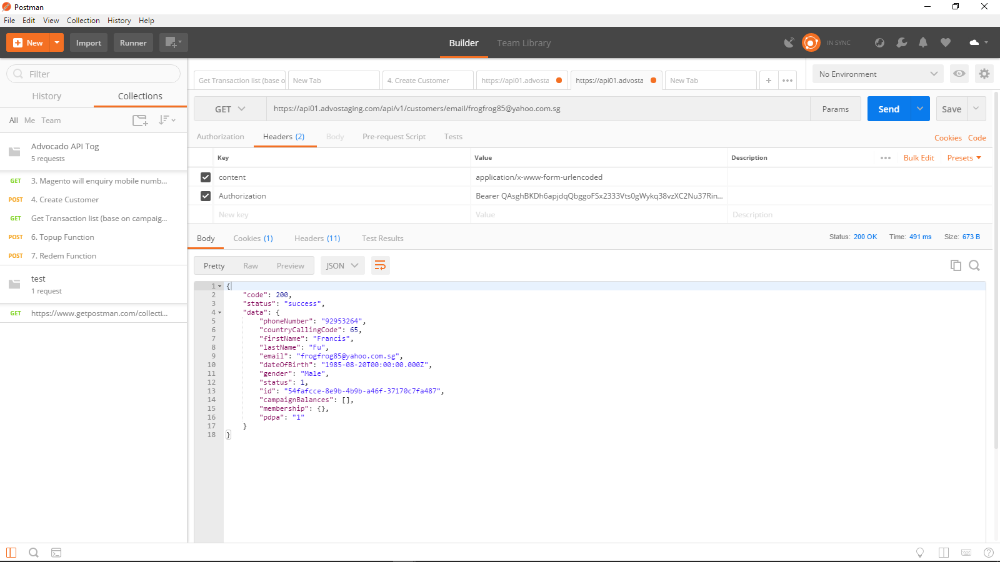 Postman
File Edit View Collection History Help
New Import Runner Builder Team Library IN SYNC
Filter
History Collections
All Me Team
Advocado API Tog
5 requests
GET 3. Magento will enquiry mobile numb...
POST 4. Create Customer
GET Get Transaction list (base on campaig...
POST 6. Topup Function
POST 7. Redem Function
test
1 request
GET https://www.getpostman.com/collecti...
Get Transaction list (base o New Tab 4. Create Customer https://api01.advosta https://api01.advosta New Tab + •••
No Environment
GET https://api01.advostaging.com/api/v1/customers/email/frogfrog85@yahoo.com.sg Params Send Save
Authorization Headers (2) Body Pre-request Script Tests Cookies Code
Key Value Description ••• Bulk Edit Presets
content application/x-www-form-urlencoded
Authorization Bearer QAsghBKDh6apjdqQbggoFSx2333Vts0gWykq38vzXC2Nu37Rin...
New key Value Description
Body Cookies (1) Headers (11) Test Results Status: 200 OK Time: 491 ms Size: 673 B
Pretty Raw Preview JSON
1 {
2 "code": 200,
3 "status": "success",
4 "data": {
5 "phoneNumber": "92953264",
6 "countryCallingCode": 65,
7 "firstName": "Francis",
8 "lastName": "Fu",
9 "email": "frogfrog85@yahoo.com.sg",
10 "dateOfBirth": "1985-08-20T00:00:00.000Z",
11 "gender": "Male",
12 "status": 1,
13 "id": "54fafcce-8e9b-4b9b-a46f-37170c7fa487",
14 "campaignBalances": [],
15 "membership": {},
16 "pdpa": "1"
17 }
18 }